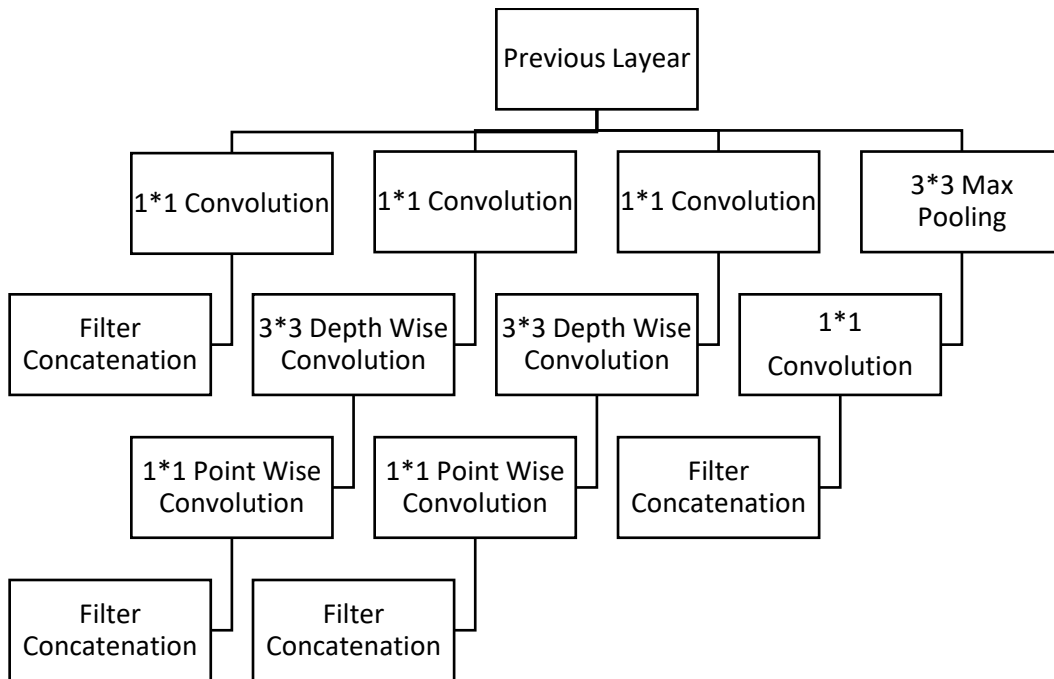 Previous Layear
1*1 Convolution
1*1 Convolution
1*1 Convolution
3*3 Max
Pooling
Filter
Concatenation
3*3 Depth Wise
Convolution
3*3 Depth Wise
Convolution
1*1
Convolution
1*1 Point Wise
Convolution
1*1 Point Wise
Convolution
Filter
Concatenation
Filter
Concatenation
Filter
Concatenation